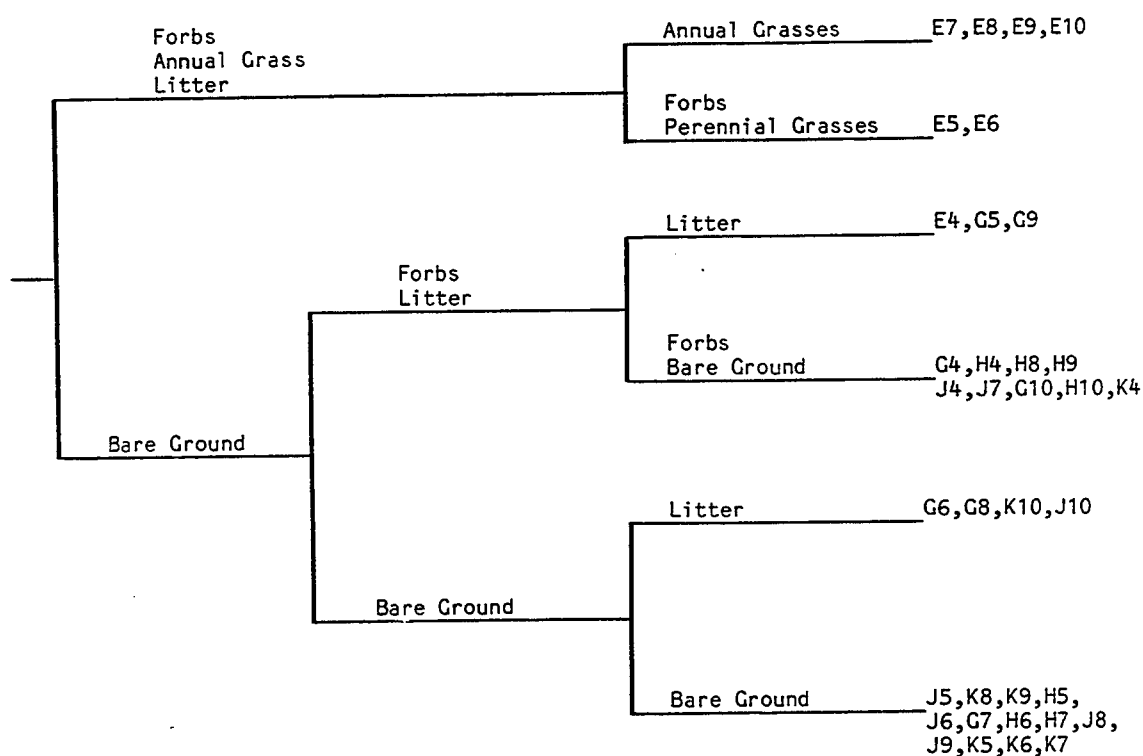 Forbs
Annual Grass
Litter
Annual Grasses
E7,E8,E9,E10
Forbs
Perennial Grasses
E5,E6
Litter
E4,G5,G9
Forbs
Litter
Forbs
Bare Ground
G4,H4,H8,H9
J4,J7,G10,H10,K4
Bare Ground
Litter
G6,G8,K10,J10
Bare Ground
Bare Ground
J5,K8,K9,H5,
J6,G7,H6,H7,J8,
J9,K5,K6,K7